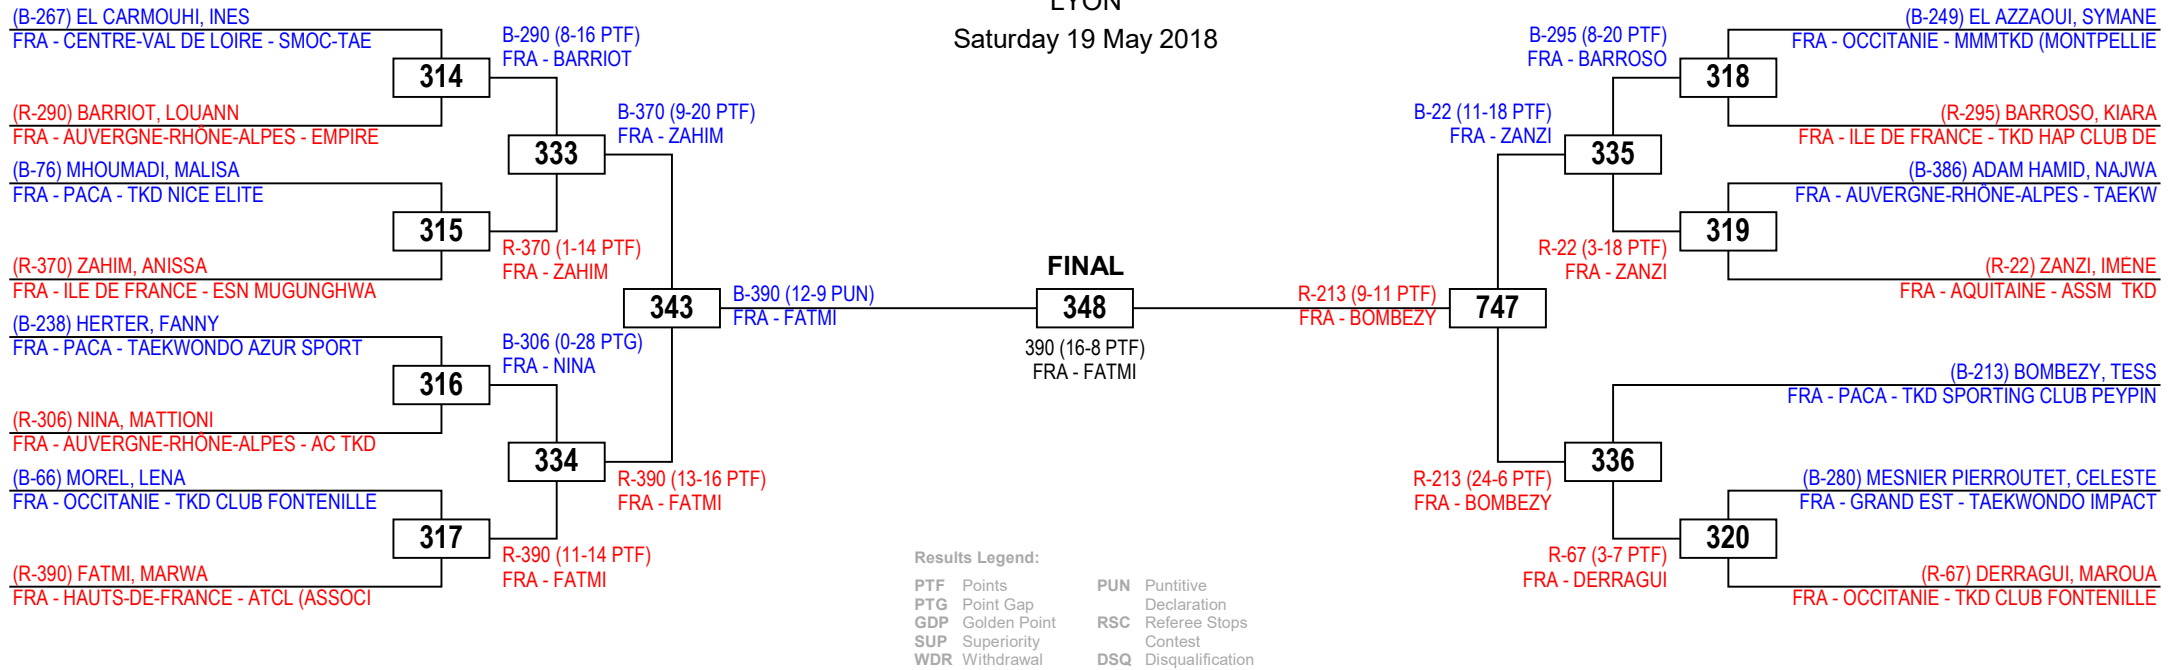 LYON
Saturday 19 May 2018
(B-267) EL CARMOUHI, INES
FRA - CENTRE-VAL DE LOIRE - SMOC-TAE
314
(R-290) BARRIOT, LOUANN
FRA - AUVERGNE-RHÔNE-ALPES - EMPIRE
(B-76) MHOUMADI, MALISA
FRA - PACA - TKD NICE ELITE
315
(R-370) ZAHIM, ANISSA
FRA - ILE DE FRANCE - ESN MUGUNGHWA
(B-238) HERTER, FANNY
FRA - PACA - TAEKWONDO AZUR SPORT
316
(R-306) NINA, MATTIONI
FRA - AUVERGNE-RHÔNE-ALPES - AC TKD
(B-66) MOREL, LENA
FRA - OCCITANIE - TKD CLUB FONTENILLE
317
(R-390) FATMI, MARWA
FRA - HAUTS-DE-FRANCE - ATCL (ASSOCI
B-290 (8-16 PTF)
FRA - BARRIOT
333
R-370 (1-14 PTF)
FRA - ZAHIM
B-306 (0-28 PTG)
FRA - NINA
334
R-390 (11-14 PTF)
FRA - FATMI
B-370 (9-20 PTF)
FRA - ZAHIM
343
R-390 (13-16 PTF)
FRA - FATMI
B-390 (12-9 PUN)
FRA - FATMI
FINAL
348
390 (16-8 PTF)
FRA - FATMI
R-213 (9-11 PTF)
FRA - BOMBEZY
747
B-22 (11-18 PTF)
FRA - ZANZI
R-213 (24-6 PTF)
FRA - BOMBEZY
B-295 (8-20 PTF)
FRA - BARROSO
335
R-22 (3-18 PTF)
FRA - ZANZI
336
R-67 (3-7 PTF)
FRA - DERRAGUI
(B-249) EL AZZAOUI, SYMANE
FRA - OCCITANIE - MMMTKD (MONTPELLIE
318
(R-295) BARROSO, KIARA
FRA - ILE DE FRANCE - TKD HAP CLUB DE
(B-386) ADAM HAMID, NAJWA
FRA - AUVERGNE-RHÔNE-ALPES - TAEKW
319
(R-22) ZANZI, IMÈNE
FRA - AQUITAINE - ASSM  TKD
(B-213) BOMBEZY, TESS
FRA - PACA - TKD SPORTING CLUB PEYPIN
(B-280) MESNIER PIERROUTET, CELESTE
FRA - GRAND EST - TAEKWONDO IMPACT
320
(R-67) DERRAGUI, MAROUA
FRA - OCCITANIE - TKD CLUB FONTENILLE
Results Legend:
PTF Points
PTG Point Gap
GDP Golden Point
SUP Superiority
WDR Withdrawal
PUN Puntitive
Declaration
RSC Referee Stops
Contest
DSQ Disqualification